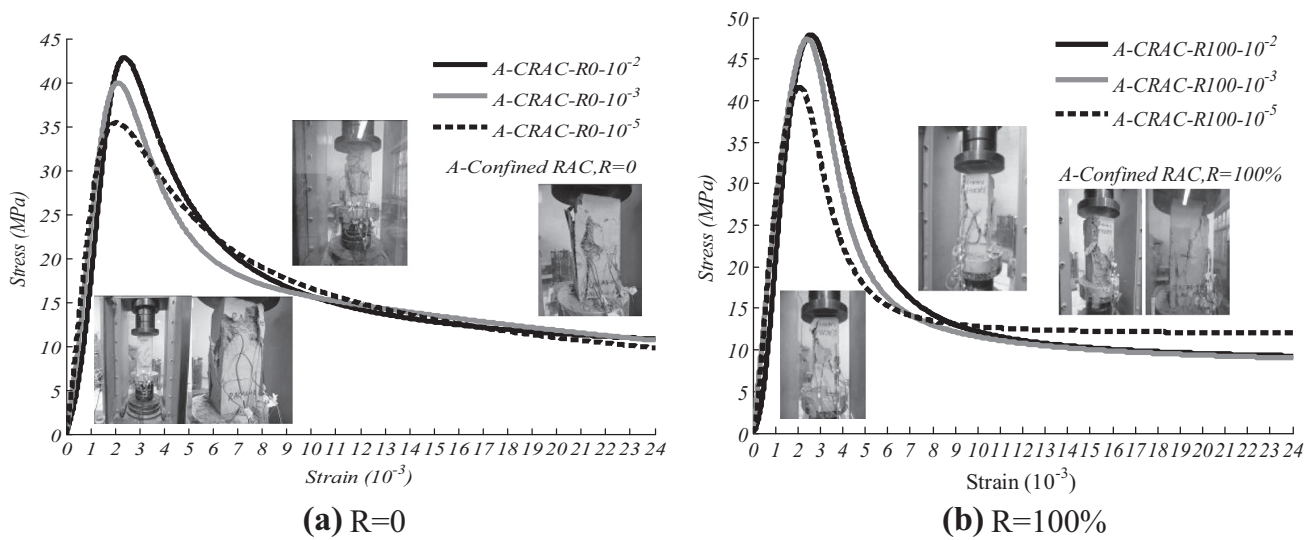 45
40
35
30
25
20
15
10
5
0
Stress (MPa)
A-CRAC-R0-10⁻²
A-CRAC-R0-10⁻³
A-CRAC-R0-10⁻⁵
A-Confined RAC,R=0
0 1 2 3 4 5 6 7 8 9 10 11 12 13 14 15 16 17 18 19 20 21 22 23 24
Strain (10⁻³)
(a) R=0
50
45
40
35
30
25
20
15
10
5
0
Stress (MPa)
A-CRAC-R100-10⁻²
A-CRAC-R100-10⁻³
A-CRAC-R100-10⁻⁵
A-Confined RAC,R=100%
0 1 2 3 4 5 6 7 8 9 10 11 12 13 14 15 16 17 18 19 20 21 22 23 24
Strain (10⁻³)
(b) R=100%